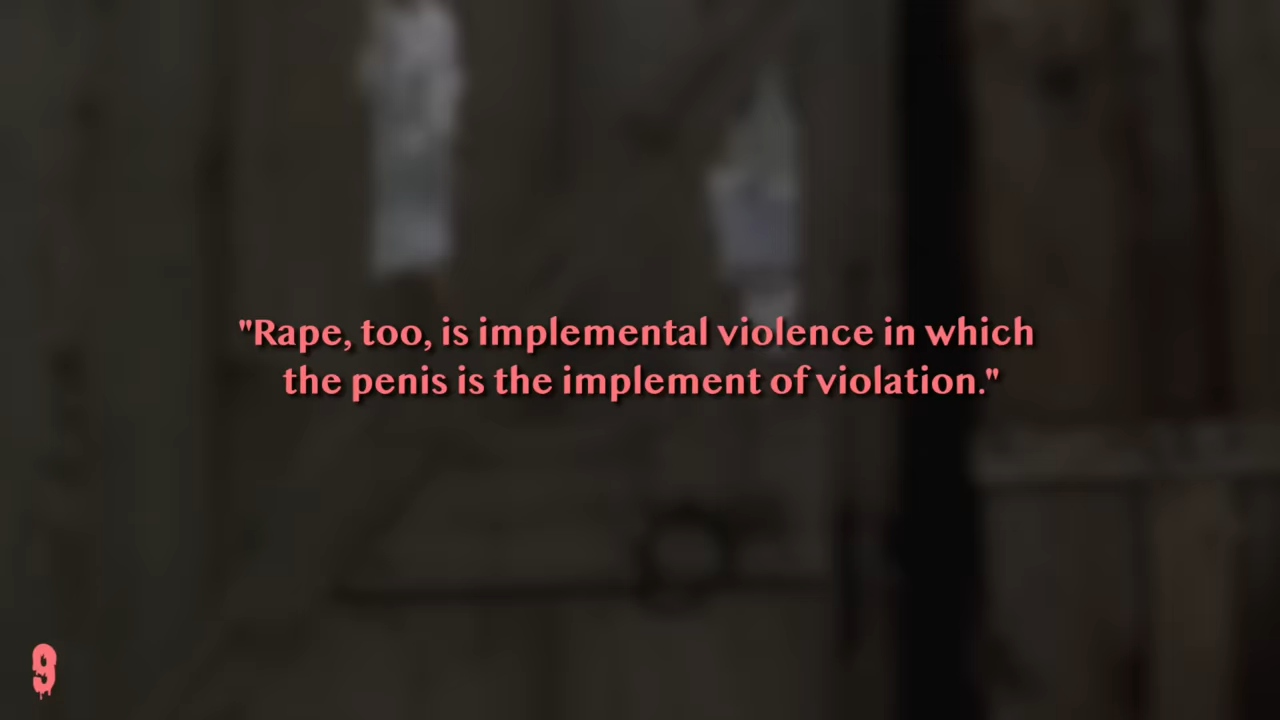 "Rape, too, is implemental violence in which
the penis is the implement of violation."
9